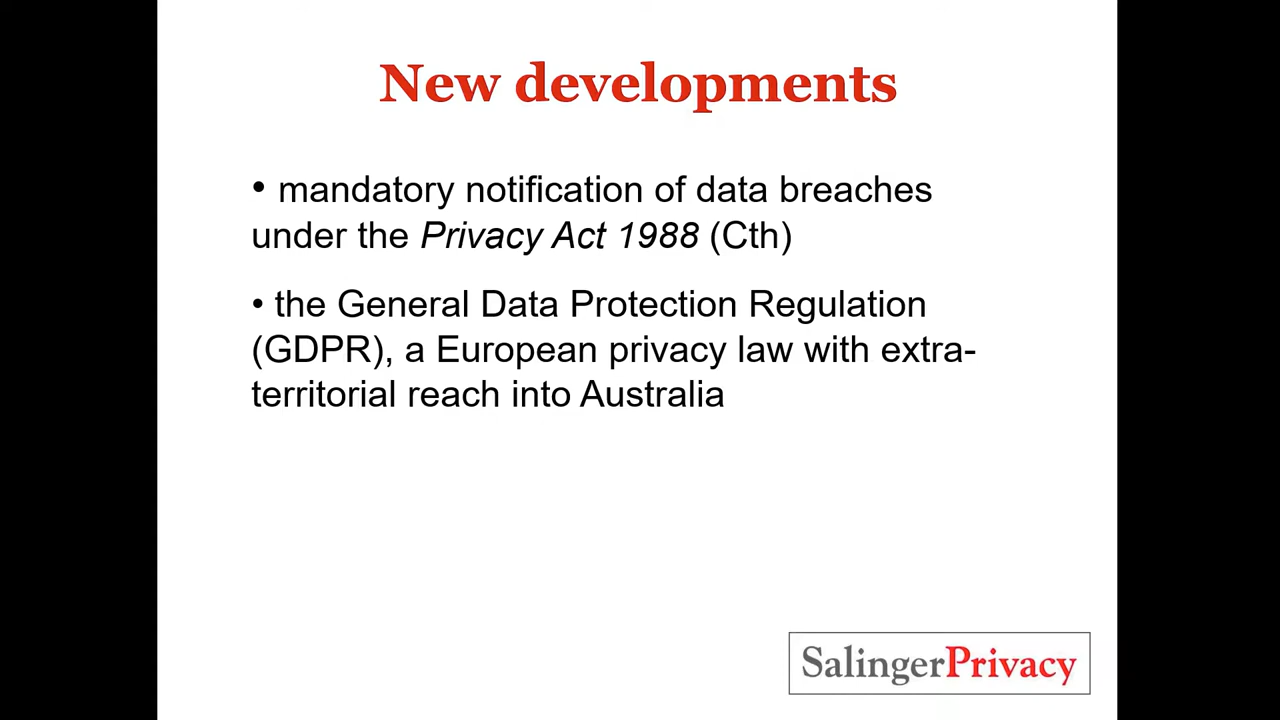 New developments
• mandatory notification of data breaches
under the Privacy Act 1988 (Cth)
• the General Data Protection Regulation
(GDPR), a European privacy law with extra-
territorial reach into Australia
SalingerPrivacy